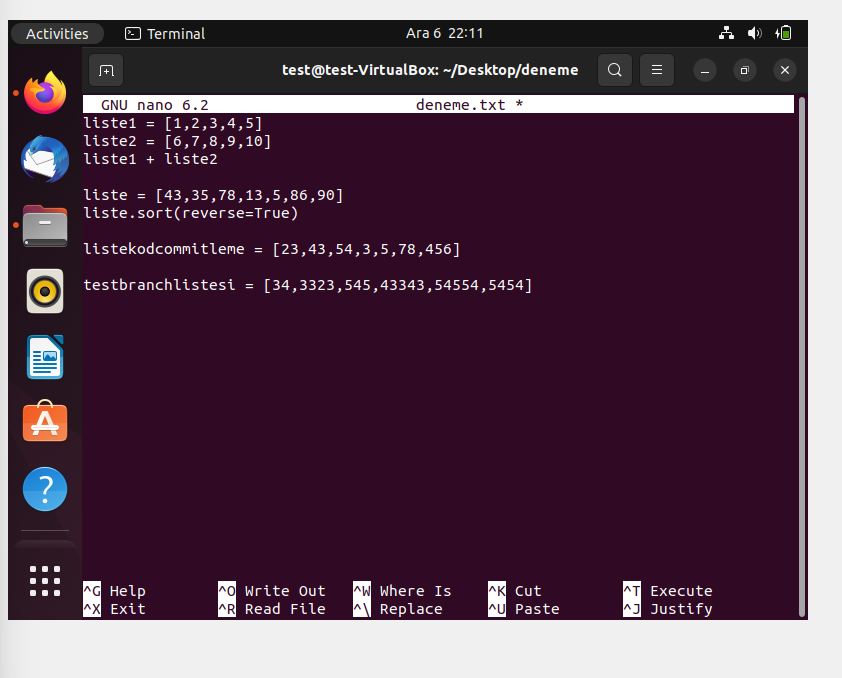 Activities Terminal Ara 6 22:11
test@test-VirtualBox: ~/Desktop/deneme
GNU nano 6.2 deneme.txt *
liste1 = [1,2,3,4,5]
liste2 = [6,7,8,9,10]
liste1 + liste2
liste = [43,35,78,13,5,86,90]
liste.sort(reverse=True)
listekodcommitleme = [23,43,54,3,5,78,456]
testbranchlistesi = [34,3323,545,43343,54554,5454]
^G Help ^O Write Out ^W Where Is ^K Cut ^T Execute
^X Exit ^R Read File ^\ Replace ^U Paste ^J Justify